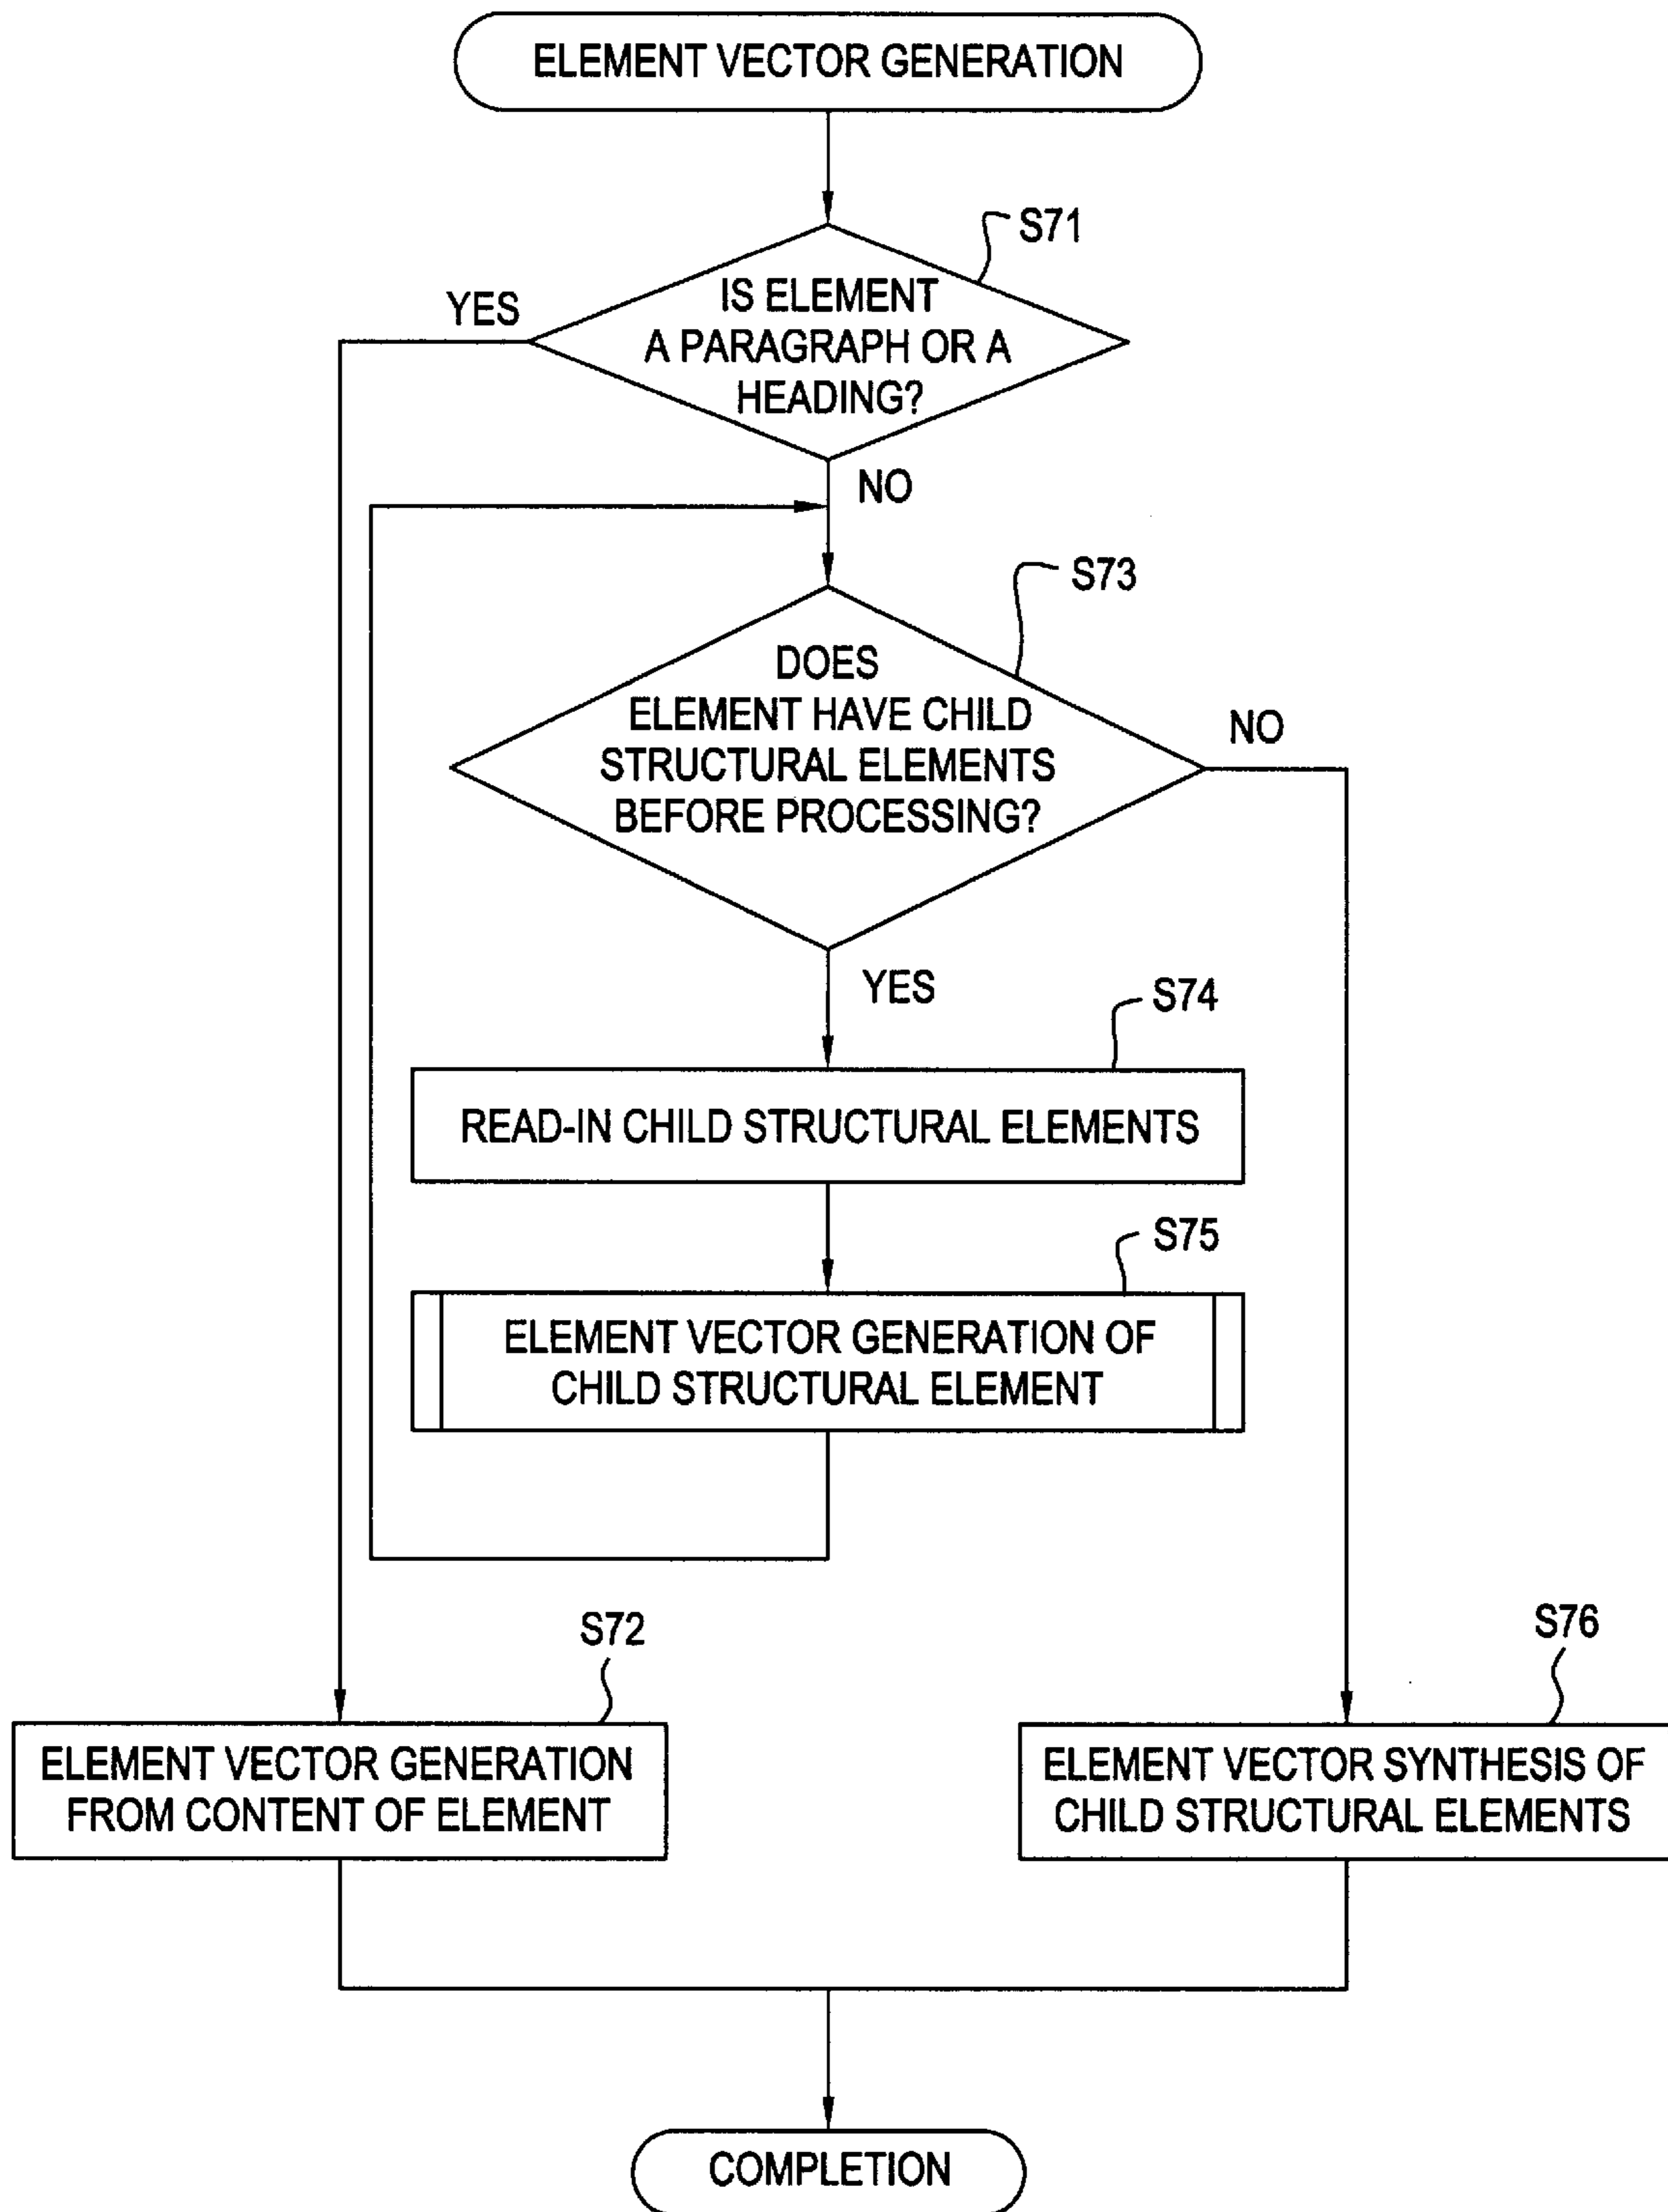 ELEMENT VECTOR GENERATION
S71
YES
IS ELEMENT
A PARAGRAPH OR A
HEADING?
NO
S73
DOES
ELEMENT HAVE CHILD
STRUCTURAL ELEMENTS
BEFORE PROCESSING?
NO
YES
S74
READ-IN CHILD STRUCTURAL ELEMENTS
S75
ELEMENT VECTOR GENERATION OF
CHILD STRUCTURAL ELEMENT
S72
S76
ELEMENT VECTOR GENERATION
FROM CONTENT OF ELEMENT
ELEMENT VECTOR SYNTHESIS OF
CHILD STRUCTURAL ELEMENTS
COMPLETION